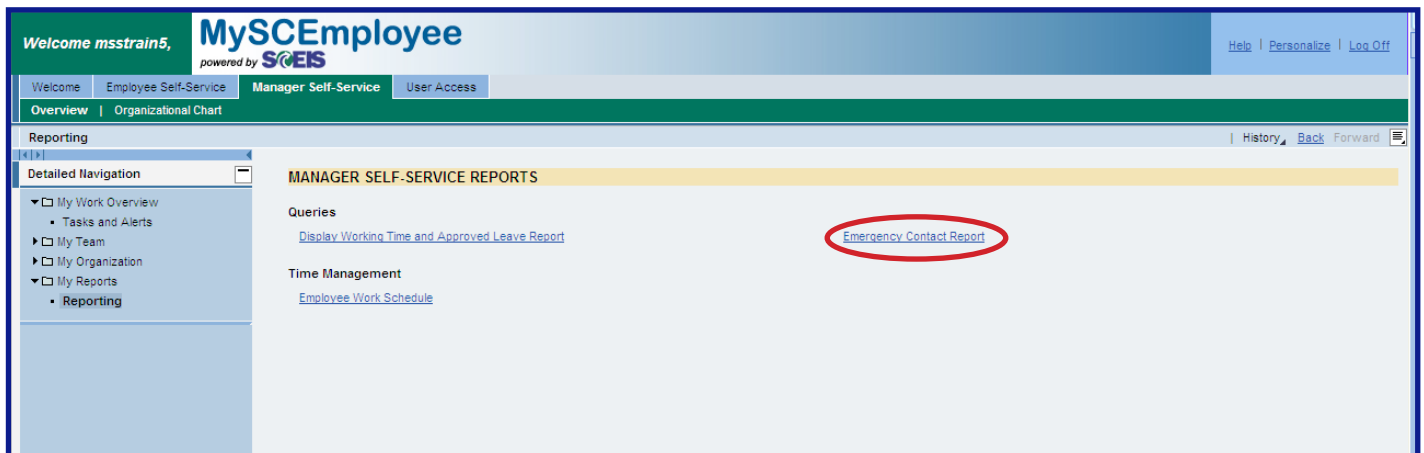 Welcome msstrain5,
MySCEmployee
powered by SCEIS
Help | Personalize | Log Off
Welcome Employee Self-Service Manager Self-Service User Access
Overview | Organizational Chart
Reporting
| History Back Forward
Detailed Navigation
MANAGER SELF-SERVICE REPORTS
My Work Overview
Tasks and Alerts
My Team
My Organization
My Reports
Reporting
Queries
Display Working Time and Approved Leave Report
Emergency Contact Report
Time Management
Employee Work Schedule